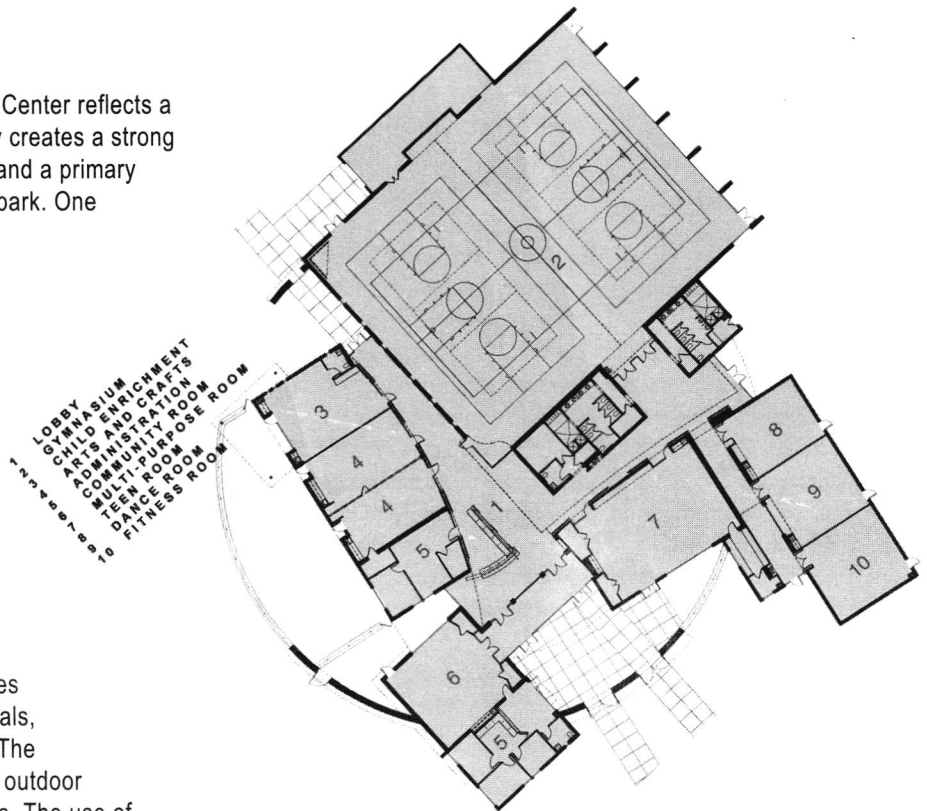 Center reflects a
y creates a strong
and a primary
park. One
1 LOBBY
2 GYMNASIUM
3 CHILD ENRICHMENT
4 ARTS AND CRAFTS
5 ADMINISTRATION
6 COMMUNITY ROOM
7 MULTI-PURPOSE ROOM
8 TEEN ROOM
9 DANCE ROOM
10 FITNESS ROOM
2
3
4
4
5
1
7
8
9
10
6
5
es
als,
The
outdoor
The use of